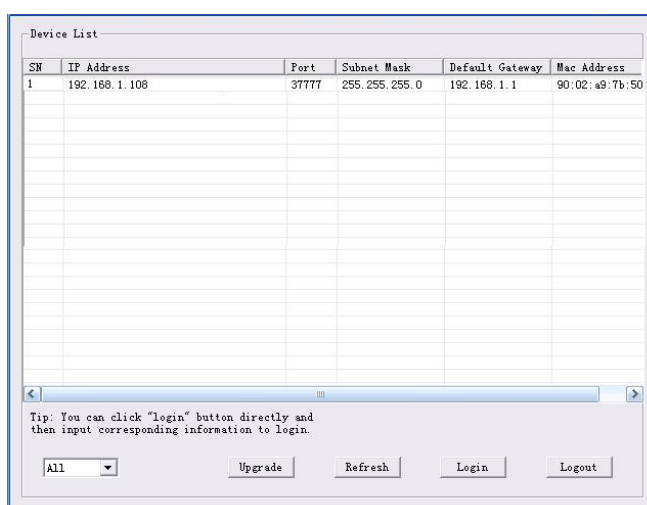 Device List
SN IP Address Port Subnet Mask Default Gateway Mac Address
1 192.168.1.108 37777 255.255.255.0 192.168.1.1 90:02:a9:7b:50
Tip: You can click "login" button directly and
then input corresponding information to login.
All Upgrade Refresh Login Logout